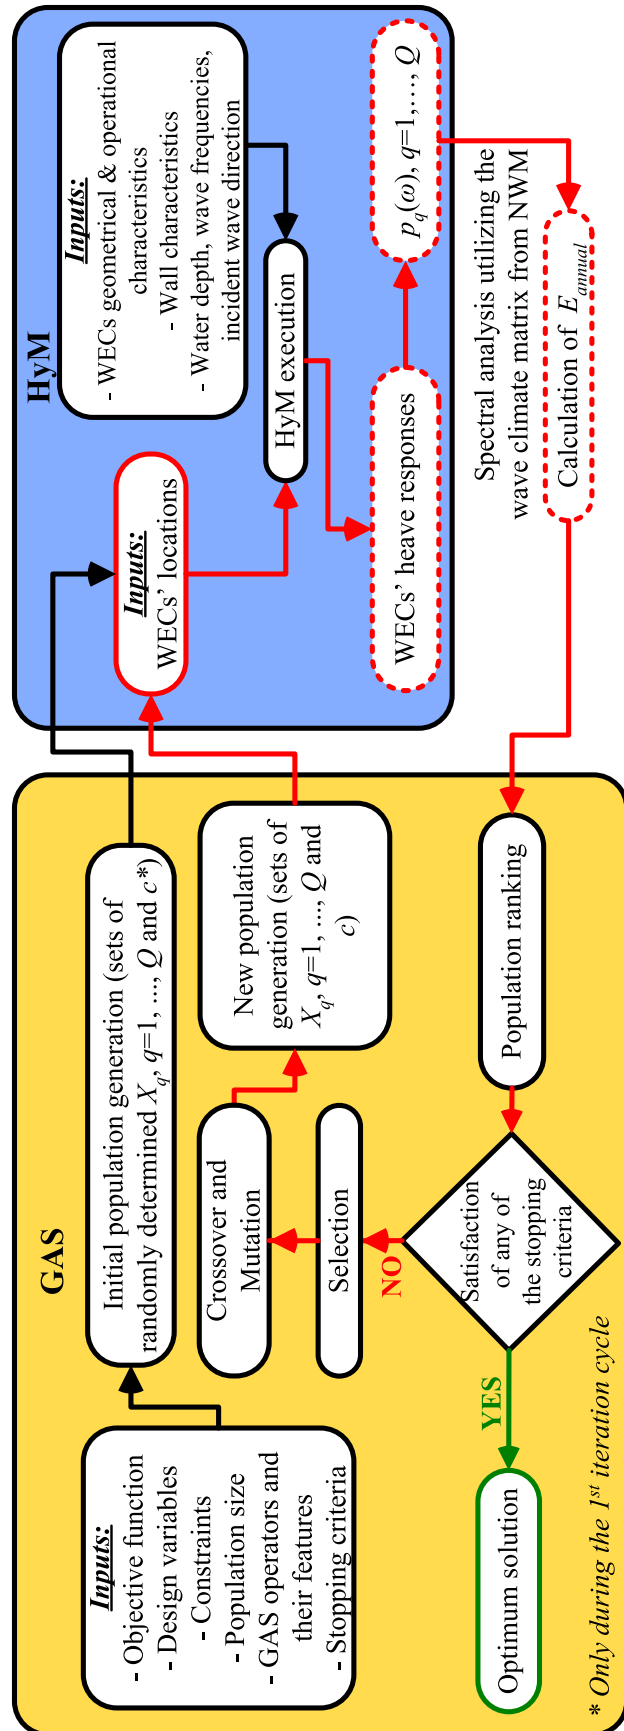 GAS
Inputs:
- Objective function
- Design variables
- Constraints
- Population size
- GAS operators and
their features
- Stopping criteria
Initial population generation (sets of
randomly determined Xq, q=1, ..., Q and c*)
Crossover and
Mutation
New population
generation (sets of
Xq, q=1, ..., Q and
c)
Selection
NO
Satisfaction
of any of
the stopping
criteria
YES
Optimum solution
Population ranking
* Only during the 1st iteration cycle
HyM
Inputs:
WECs' locations
Inputs:
- WECs geometrical & operational
characteristics
- Wall characteristics
- Water depth, wave frequencies,
incident wave direction
HyM execution
WECs' heave responses
pq(ω), q=1,..., Q
Spectral analysis utilizing the
wave climate matrix from NWM
Calculation of Eannual